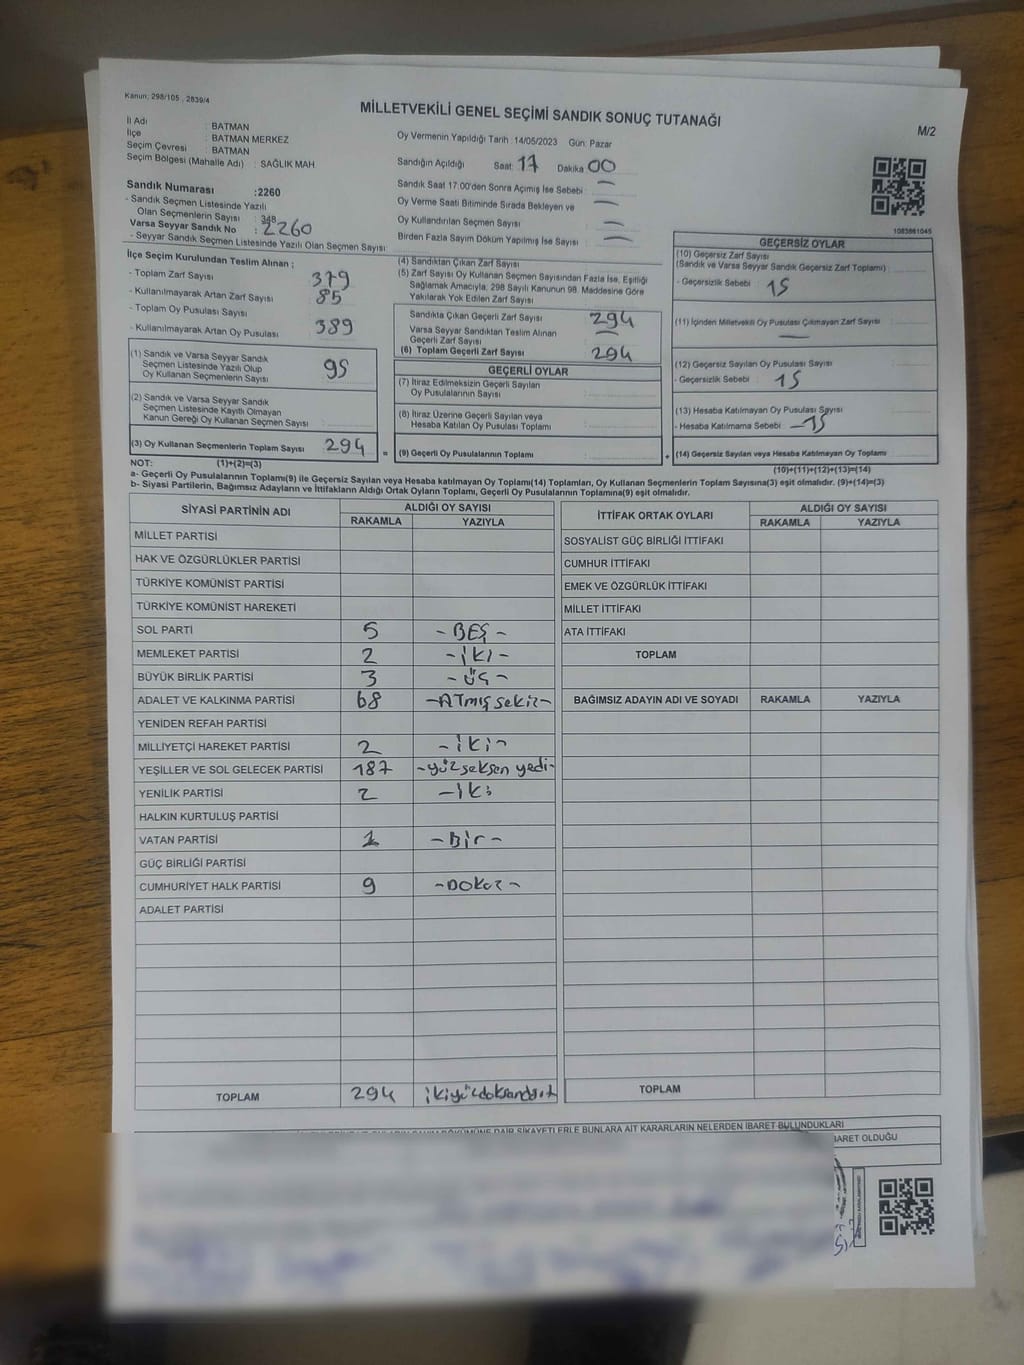 Kanun; 298/105 , 2839/4
MİLLETVEKİLİ GENEL SEÇİMİ SANDIK SONUÇ TUTANAĞI
M/2
İl Adı : BATMAN
İlçe : BATMAN MERKEZ
Seçim Çevresi : BATMAN
Seçim Bölgesi (Mahalle Adı) : SAĞLIK MAH
Sandık Numarası :2260
- Sandık Seçmen Listesinde Yazılı
Olan Seçmenlerin Sayısı : 348
Varsa Seyyar Sandık No : 2260
- Seyyar Sandık Seçmen Listesinde Yazılı Olan Seçmen Sayısı:
Oy Vermenin Yapıldığı Tarih :14/05/2023 Gün: Pazar
Sandığın Açıldığı Saat: 17 Dakika 00
Sandık Saat 17:00'den Sonra Açılmış İse Sebebi —
Oy Verme Saati Bitiminde Sırada Bekleyen ve —
Oy Kullandırılan Seçmen Sayısı —
Birden Fazla Sayım Döküm Yapılmış İse Sayısı —
1083861045
İlçe Seçim Kurulundan Teslim Alınan ;
- Toplam Zarf Sayısı 379
- Kullanılmayarak Artan Zarf Sayısı 85
- Toplam Oy Pusulası Sayısı
- Kullanılmayarak Artan Oy Pusulası 389
(1) Sandık ve Varsa Seyyar Sandık
Seçmen Listesinde Yazılı Olup
Oy Kullanan Seçmenlerin Sayısı 95
(2) Sandık ve Varsa Seyyar Sandık
Seçmen Listesinde Kayıtlı Olmayan
Kanun Gereği Oy Kullanan Seçmen Sayısı :
(3) Oy Kullanan Seçmenlerin Toplam Sayısı 294 =
(4) Sandıktan Çıkan Zarf Sayısı
(5) Zarf Sayısı Oy Kullanan Seçmen Sayısından Fazla İse, Eşitliği
Sağlamak Amacıyla, 298 Sayılı Kanunun 98. Maddesine Göre
Yakılarak Yok Edilen Zarf Sayısı
Sandıkta Çıkan Geçerli Zarf Sayısı 294
Varsa Seyyar Sandıktan Teslim Alınan
Geçerli Zarf Sayısı —
(6) Toplam Geçerli Zarf Sayısı 294
GEÇERLİ OYLAR
(7) İtiraz Edilmeksizin Geçerli Sayılan
Oy Pusulalarının Sayısı :
(8) İtiraz Üzerine Geçerli Sayılan veya
Hesaba Katılan Oy Pusulası Toplamı
(9) Geçerli Oy Pusulalarının Toplamı +
GEÇERSİZ OYLAR
(10) Geçersiz Zarf Sayısı
(Sandık ve Varsa Seyyar Sandık Geçersiz Zarf Toplamı) :
- Geçersizlik Sebebi : 15
(11) İçinden Milletvekili Oy Pusulası Çıkmayan Zarf Sayısı :
—
(12) Geçersiz Sayılan Oy Pusulası Sayısı :
- Geçersizlik Sebebi : 15
(13) Hesaba Katılmayan Oy Pusulası Sayısı
- Hesaba Katılmama Sebebi : -15
(14) Geçersiz Sayılan veya Hesaba Katılmayan Oy Toplamı
NOT: (1)+(2)=(3) (10)+(11)+(12)+(13)=(14)
a- Geçerli Oy Pusulalarının Toplamı(9) ile Geçersiz Sayılan veya Hesaba katılmayan Oy Toplamı(14) Toplamları, Oy Kullanan Seçmenlerin Toplam Sayısına(3) eşit olmalıdır. (9)+(14)=(3)
b- Siyasi Partilerin, Bağımsız Adayların ve İttifakların Aldığı Ortak Oyların Toplamı, Geçerli Oy Pusulalarının Toplamına(9) eşit olmalıdır.
SİYASİ PARTİNİN ADI ALDIĞI OY SAYISI
RAKAMLA YAZIYLA
MİLLET PARTİSİ
HAK VE ÖZGÜRLÜKLER PARTİSİ
TÜRKİYE KOMÜNİST PARTİSİ
TÜRKİYE KOMÜNİST HAREKETİ
SOL PARTİ 5 -BEŞ-
MEMLEKET PARTİSİ 2 -iki-
BÜYÜK BİRLİK PARTİSİ 3 -üç-
ADALET VE KALKINMA PARTİSİ 68 -ATmış sekiz-
YENİDEN REFAH PARTİSİ
MİLLİYETÇİ HAREKET PARTİSİ 2 -iki-
YEŞİLLER VE SOL GELECEK PARTİSİ 187 -yüz seksen yedi-
YENİLİK PARTİSİ 2 -iki
HALKIN KURTULUŞ PARTİSİ
VATAN PARTİSİ 1 -Bir-
GÜÇ BİRLİĞİ PARTİSİ
CUMHURİYET HALK PARTİSİ 9 -DOKUZ-
ADALET PARTİSİ
TOPLAM 294
İTTİFAK ORTAK OYLARI ALDIĞI OY SAYISI
RAKAMLA YAZIYLA
SOSYALİST GÜÇ BİRLİĞİ İTTİFAKI
CUMHUR İTTİFAKI
EMEK VE ÖZGÜRLÜK İTTİFAKI
MİLLET İTTİFAKI
ATA İTTİFAKI
TOPLAM
BAĞIMSIZ ADAYIN ADI VE SOYADI RAKAMLA YAZIYLA
TOPLAM
DAİR ŞİKAYETLERLE BUNLARA AİT KARARLARIN NELERDEN İBARET BULUNDUKLARI
İBARET OLDUĞU